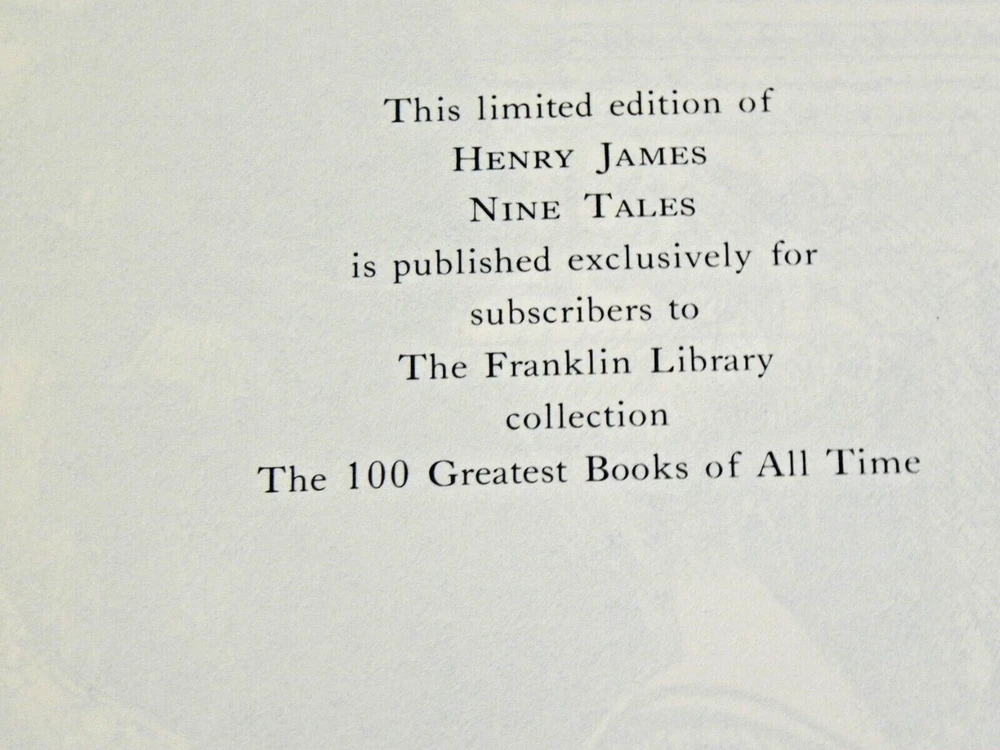 This limited edition of
HENRY JAMES
NINE TALES
is published exclusively for
subscribers to
The Franklin Library
collection
The 100 Greatest Books of All Time